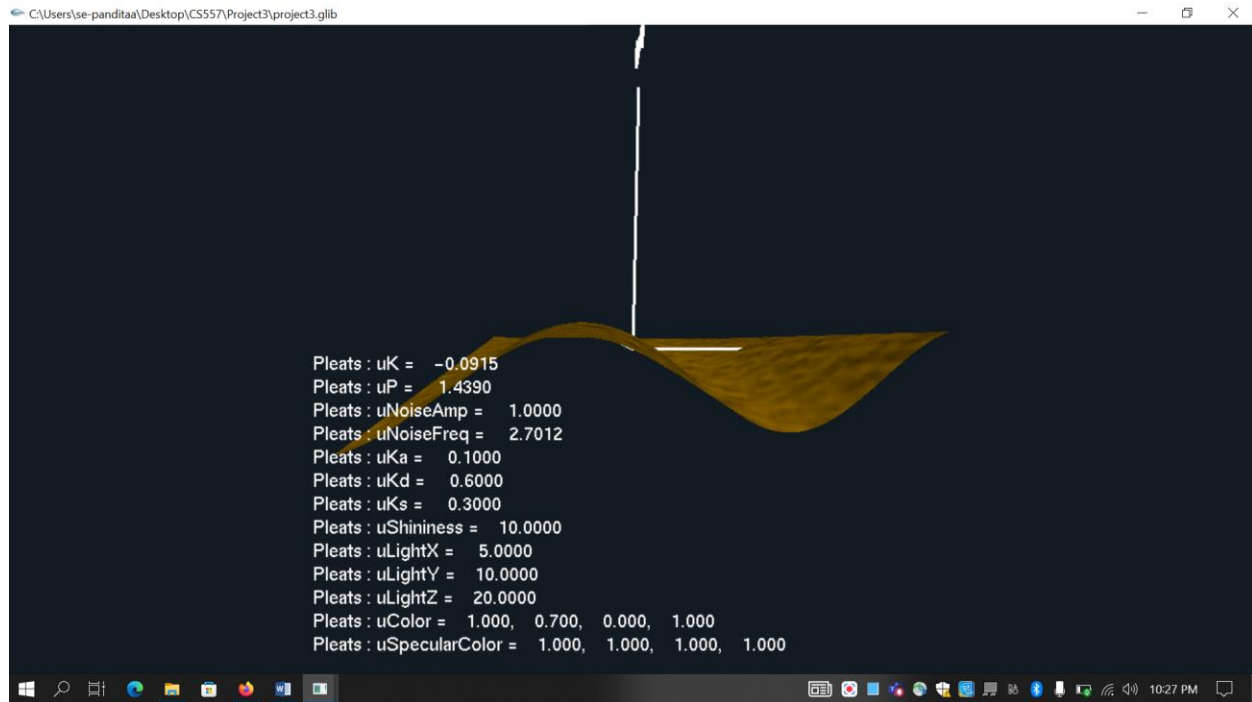 C:\Users\se-panditaa\Desktop\CS557\Project3\project3.glib
Pleats : uK = -0.0915
Pleats : uP = 1.4390
Pleats : uNoiseAmp = 1.0000
Pleats : uNoiseFreq = 2.7012
Pleats : uKa = 0.1000
Pleats : uKd = 0.6000
Pleats : uKs = 0.3000
Pleats : uShininess = 10.0000
Pleats : uLightX = 5.0000
Pleats : uLightY = 10.0000
Pleats : uLightZ = 20.0000
Pleats : uColor = 1.000, 0.700, 0.000, 1.000
Pleats : uSpecularColor = 1.000, 1.000, 1.000, 1.000
10:27 PM